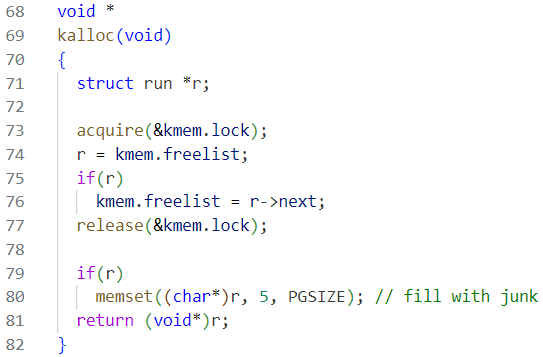 68 void *
69 kalloc(void)
70 {
71   struct run *r;
72
73   acquire(&kmem.lock);
74   r = kmem.freelist;
75   if(r)
76     kmem.freelist = r->next;
77   release(&kmem.lock);
78
79   if(r)
80     memset((char*)r, 5, PGSIZE); // fill with junk
81   return (void*)r;
82 }